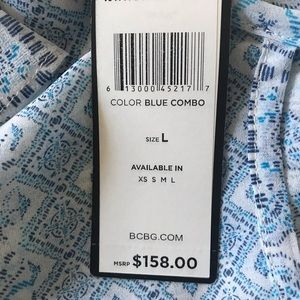 6 13000 45217 7
COLOR BLUE COMBO
SIZE L
AVAILABLE IN
XS S M L
BCBG.COM
MSRP $158.00